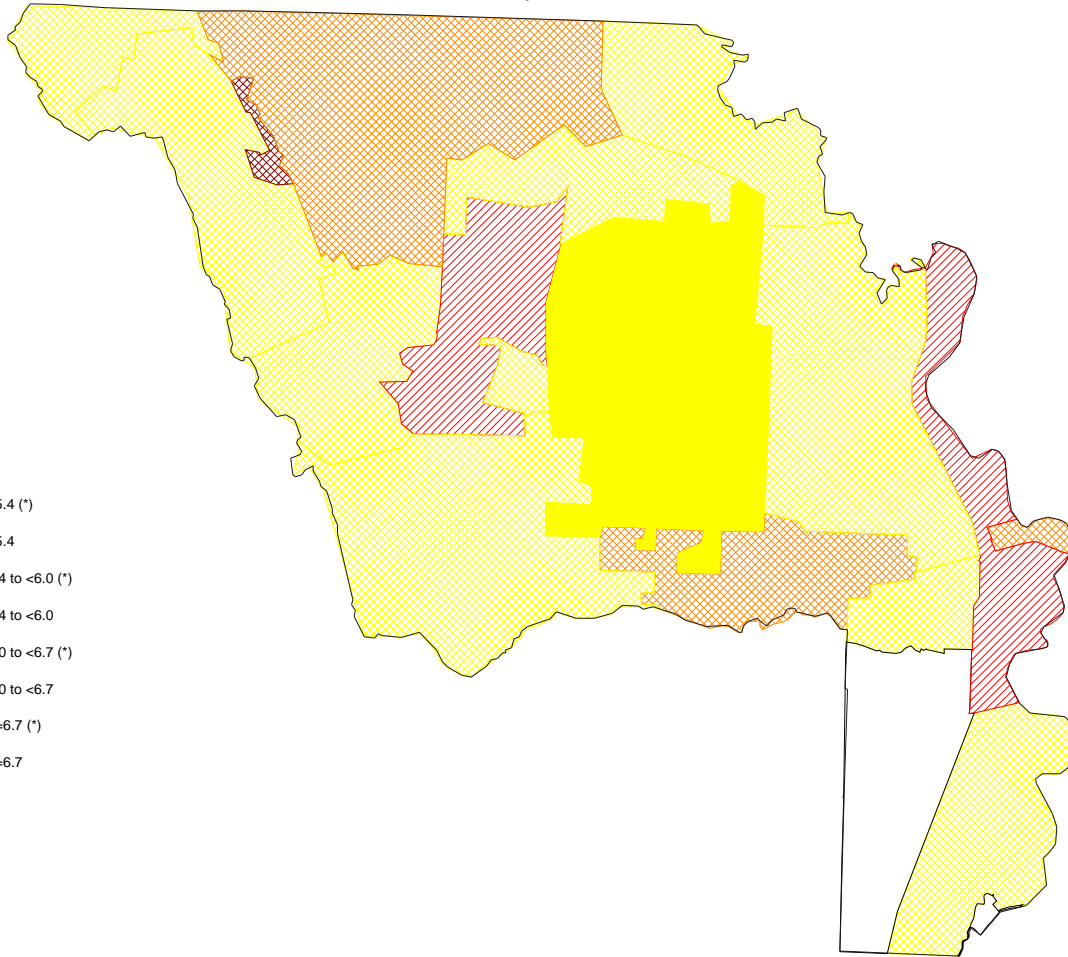 5.4 (*)
5.4
4 to <6.0 (*)
4 to <6.0
0 to <6.7 (*)
0 to <6.7
=6.7 (*)
=6.7